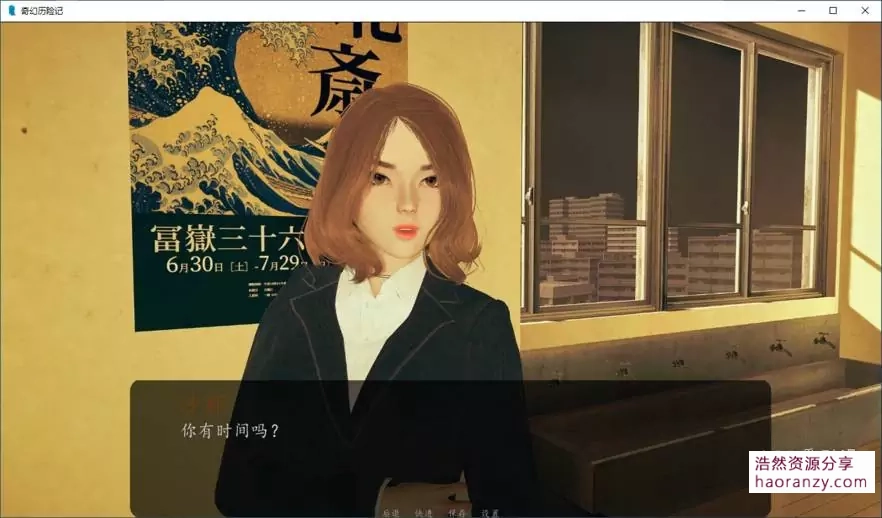 奇幻历险记
北斎
冨嶽三十六
6月30日[土]-7月29
你有时间吗?
后退 快进 保存 设置
浩然资源分享
haoranzy.com